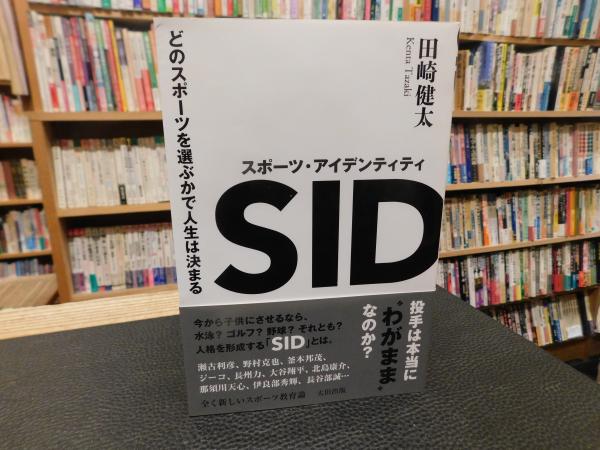 どのスポーツを選ぶかで人生は決まる
田崎健太
Kenta Tazaki
スポーツ・アイデンティティ
SID
今から子供にさせるなら、
水泳? ゴルフ? 野球? それとも?
人格を形成する「SID」とは。
瀬古利彦、野村克也、釜本邦茂、
ジーコ、長州力、大谷翔平、北島康介、
那須川天心、伊良部秀輝、長谷部誠…
全く新しいスポーツ教育論 太田出版
投手は本当に
“わがまま”
なのか?